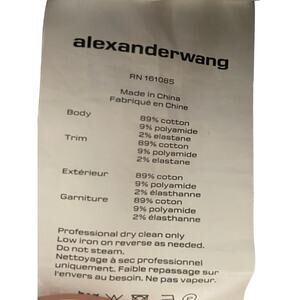 alexanderwang
RN 161085
Made in China
Fabriqué en Chine
Body 89% cotton
9% polyamide
2% elastane
Trim 89% cotton
9% polyamide
2% elastane
Extérieur 89% coton
9% polyamide
2% élasthanne
Garniture 89% coton
9% polyamide
2% élasthanne
Professional dry clean only
Low iron on reverse as needed.
Do not steam.
Nettoyage à sec professionnel
uniquement. Faible repassage sur
l'envers au besoin. Ne pas vapeur.